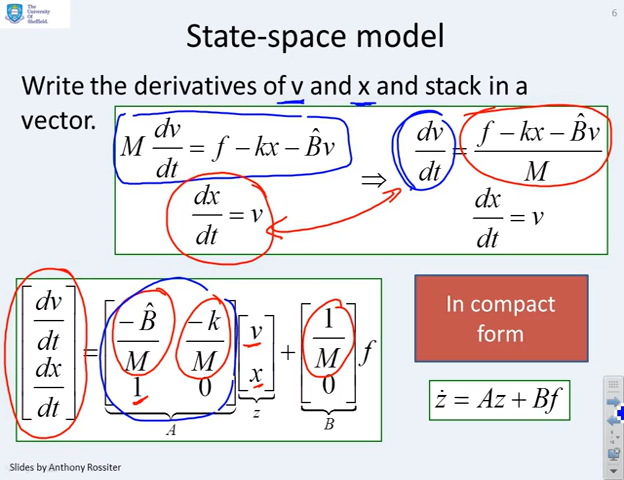 The
University
Of
Sheffield.
6
State-space model
Write the derivatives of v and x and stack in a
vector.
M dv/dt = f − kx − B̂v ⇒ dv/dt = (f − kx − B̂v)/M
dx/dt = v dx/dt = v
[dv/dt; dx/dt] = [−B̂/M −k/M; 1 0] [v; x] + [1/M; 0] f
A z B
In compact
form
ż = Az + Bf
Slides by Anthony Rossiter